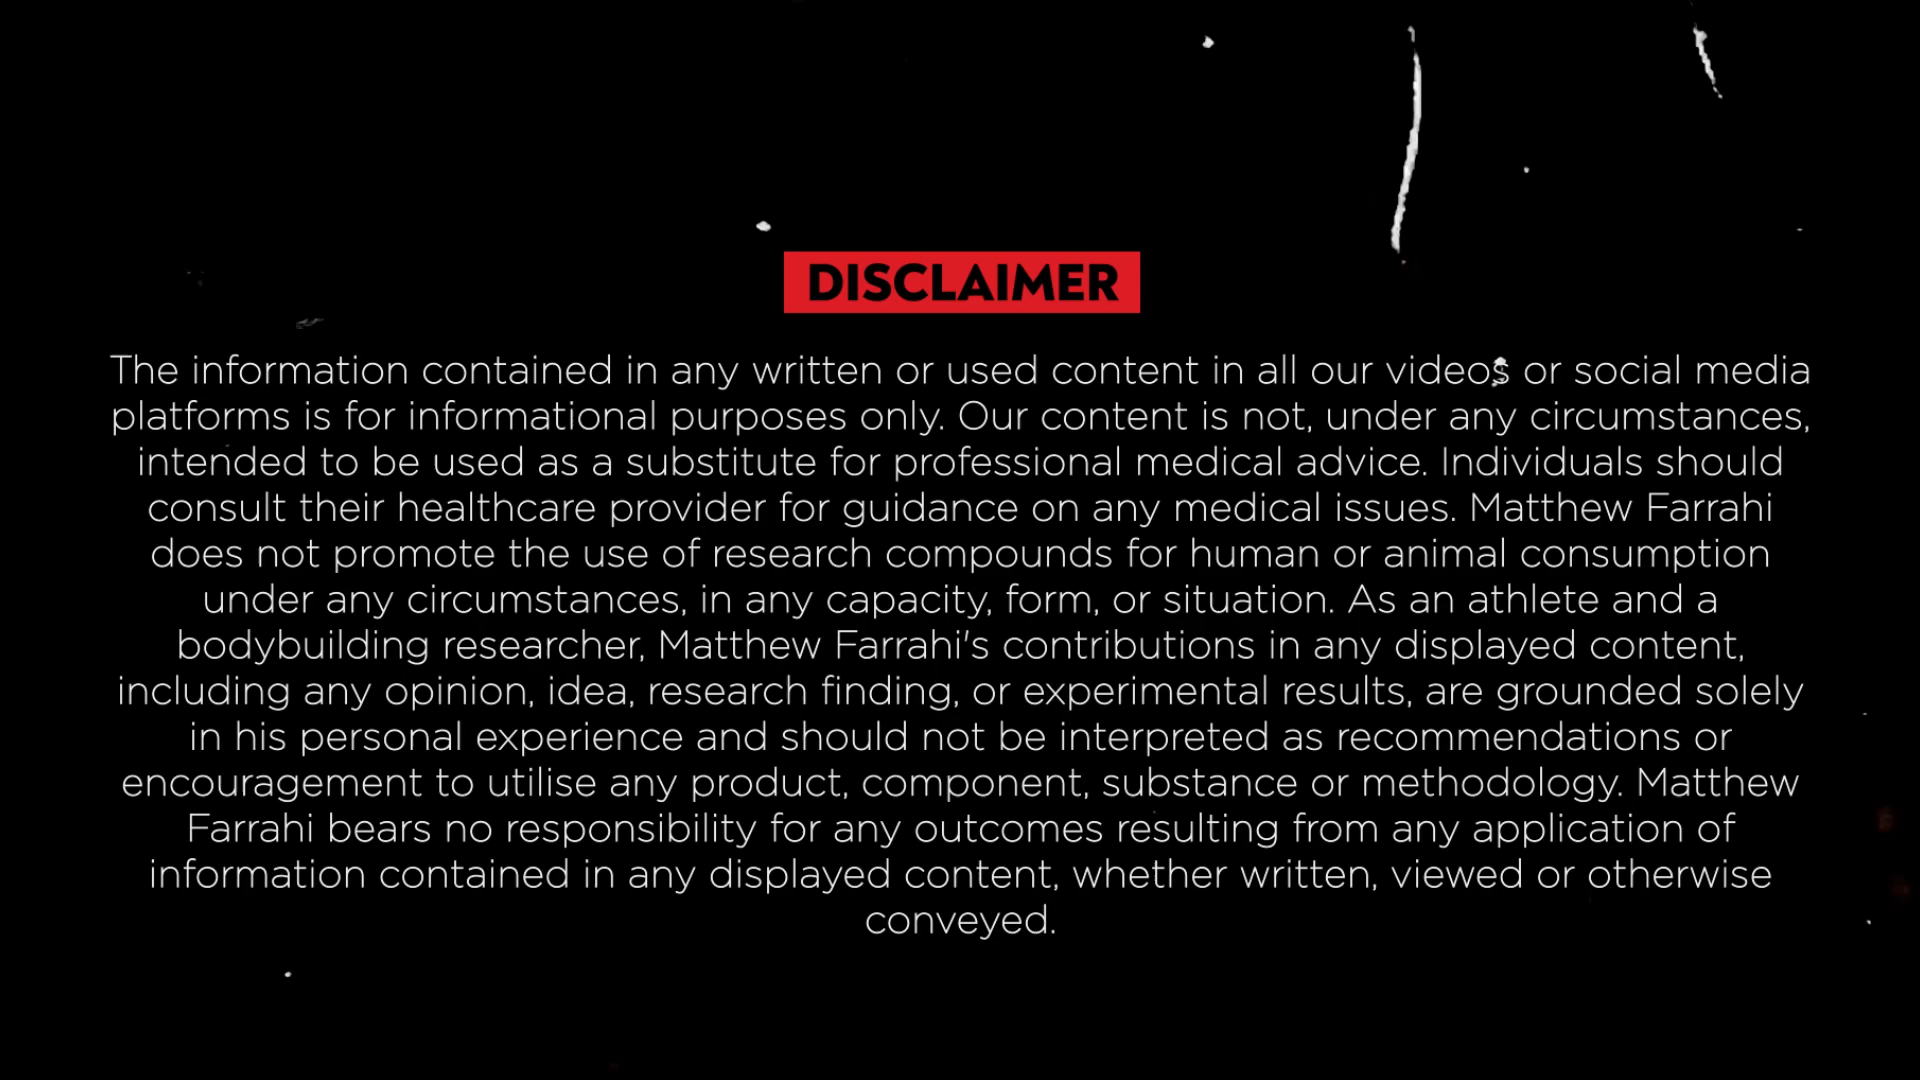 DISCLAIMER
The information contained in any written or used content in all our videos or social media
platforms is for informational purposes only. Our content is not, under any circumstances,
intended to be used as a substitute for professional medical advice. Individuals should
consult their healthcare provider for guidance on any medical issues. Matthew Farrahi
does not promote the use of research compounds for human or animal consumption
under any circumstances, in any capacity, form, or situation. As an athlete and a
bodybuilding researcher, Matthew Farrahi's contributions in any displayed content,
including any opinion, idea, research finding, or experimental results, are grounded solely
in his personal experience and should not be interpreted as recommendations or
encouragement to utilise any product, component, substance or methodology. Matthew
Farrahi bears no responsibility for any outcomes resulting from any application of
information contained in any displayed content, whether written, viewed or otherwise
conveyed.